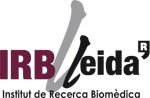 IRBLleida'R
Institut de Recerca Biomèdica